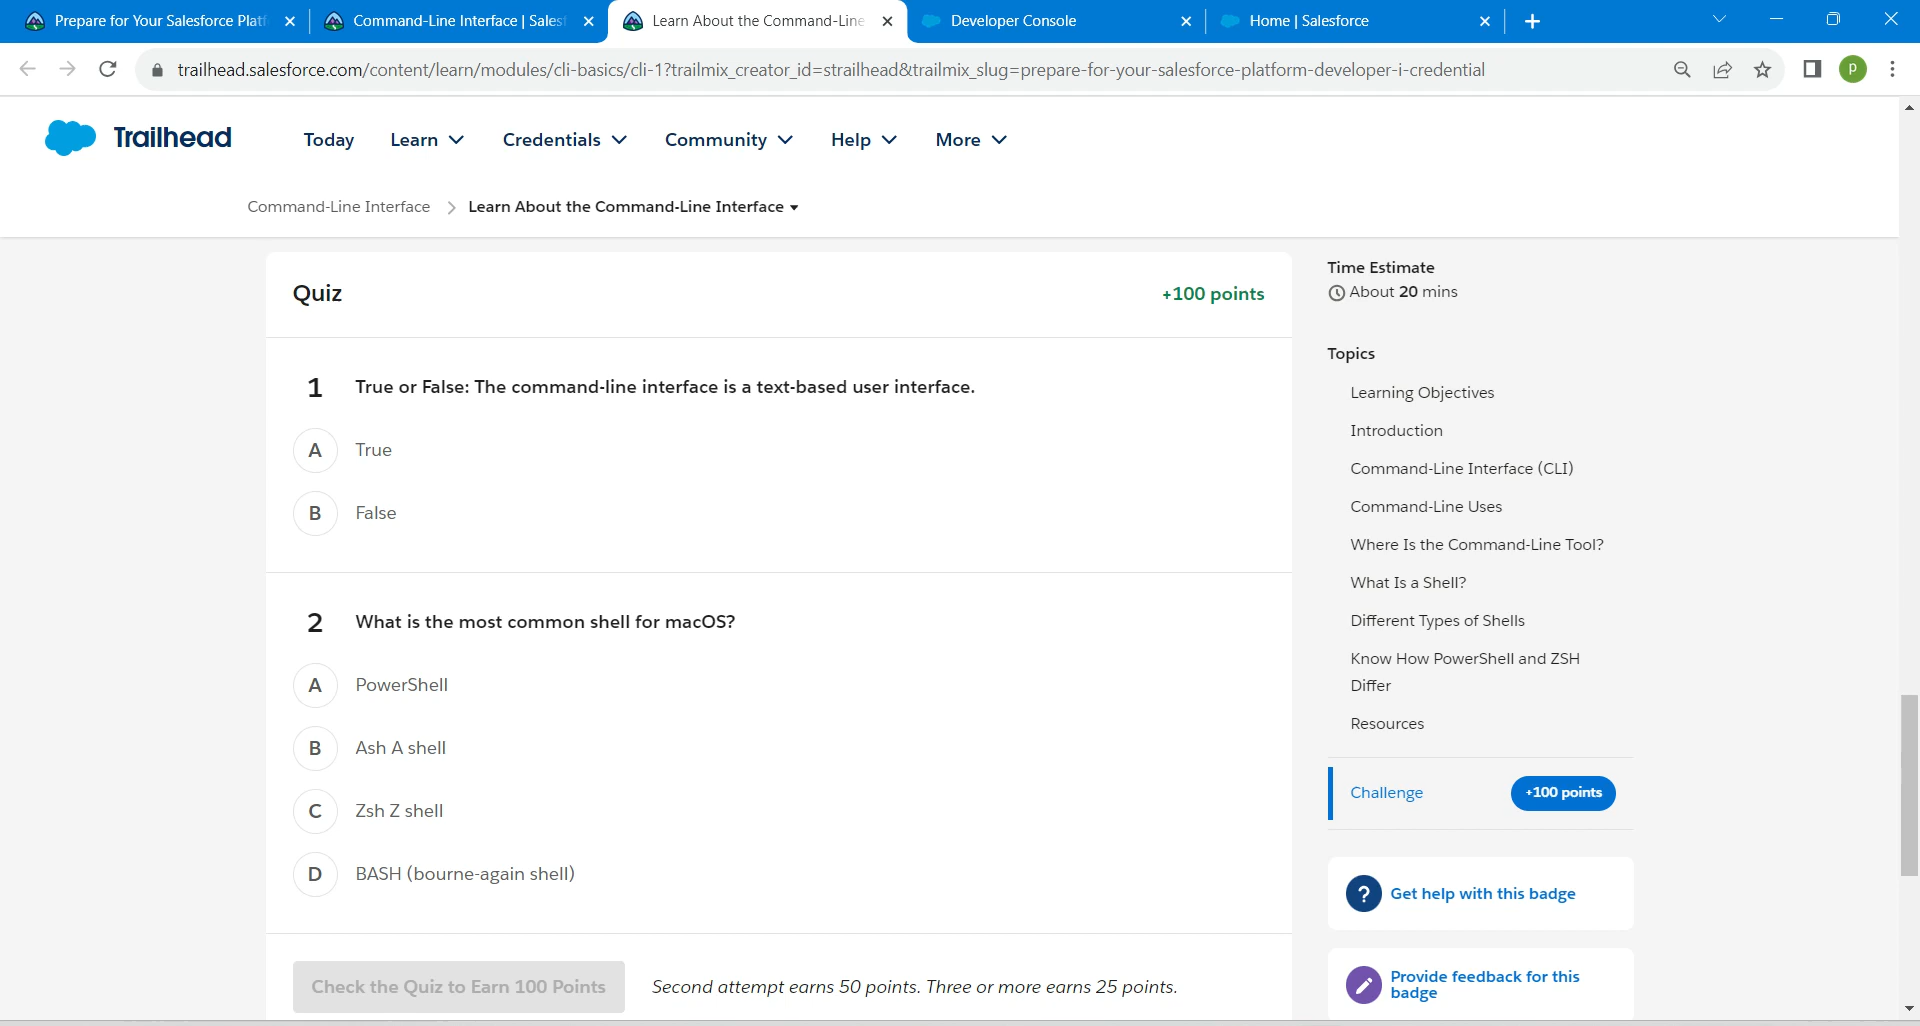 Prepare for Your Salesforce Platf
Command-Line Interface | Sales
Learn About the Command-Line
Developer Console
Home | Salesforce
trailhead.salesforce.com/content/learn/modules/cli-basics/cli-1?trailmix_creator_id=strailhead&trailmix_slug=prepare-for-your-salesforce-platform-developer-i-credential
P
Trailhead
Today
Learn
Credentials
Community
Help
More
Command-Line Interface
Learn About the Command-Line Interface
Quiz
+100 points
1 True or False: The command-line interface is a text-based user interface.
A True
B False
2 What is the most common shell for macOS?
A PowerShell
B Ash A shell
C Zsh Z shell
D BASH (bourne-again shell)
Check the Quiz to Earn 100 Points
Second attempt earns 50 points. Three or more earns 25 points.
Time Estimate
About 20 mins
Topics
Learning Objectives
Introduction
Command-Line Interface (CLI)
Command-Line Uses
Where Is the Command-Line Tool?
What Is a Shell?
Different Types of Shells
Know How PowerShell and ZSH
Differ
Resources
Challenge
+100 points
? Get help with this badge
Provide feedback for this
badge